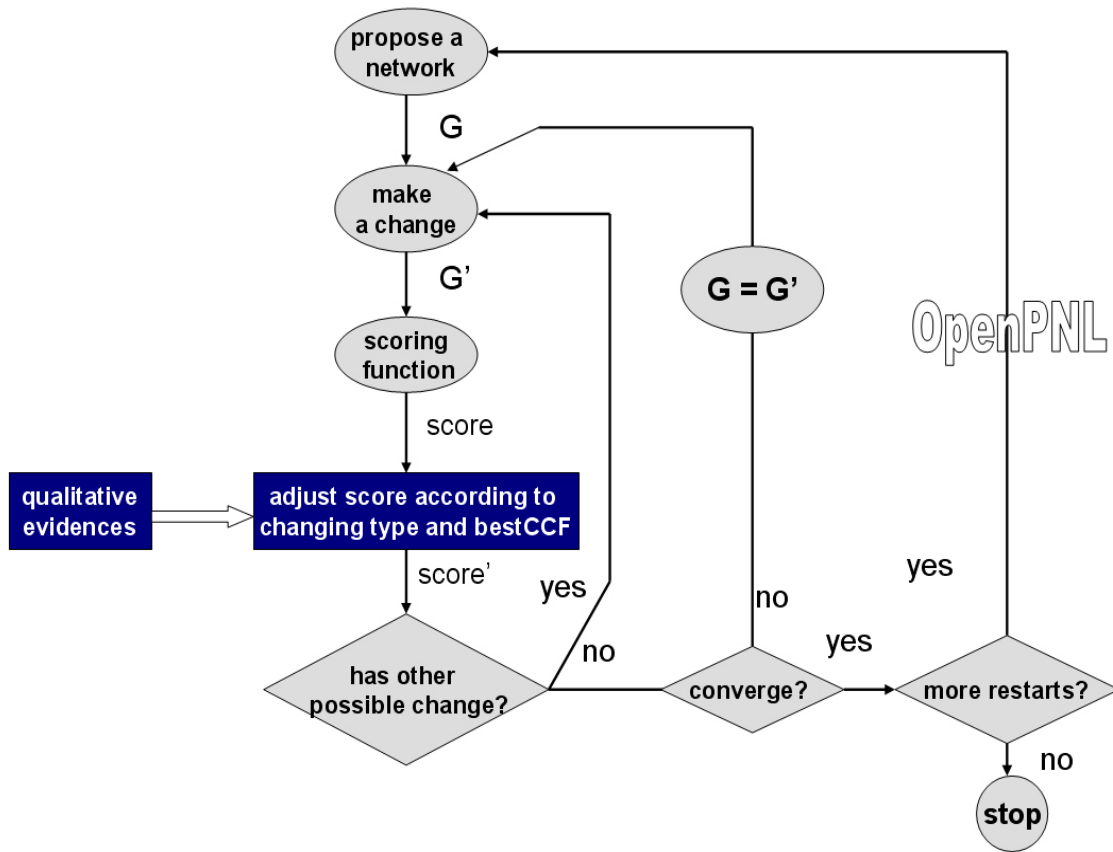 propose a
network
G
make
a change
G'
G = G'
scoring
function
OpenPNL
score
qualitative
evidences
adjust score according to
changing type and bestCCF
score'
yes
no
has other
possible change?
no
converge?
yes
yes
more restarts?
no
stop